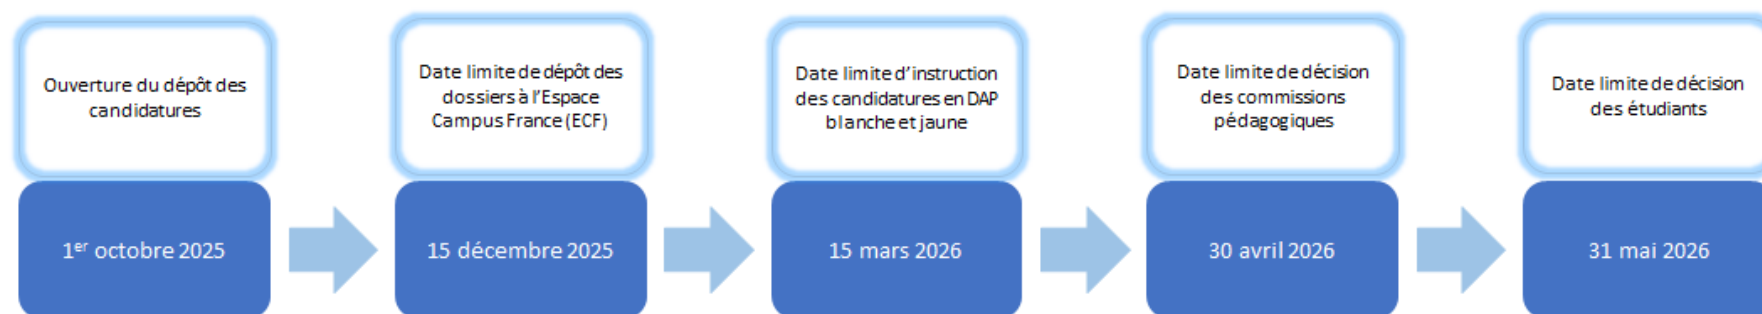 Ouverture du dépôt des
candidatures
1er octobre 2025
Date limite de dépôt des
dossiers à l'Espace
Campus France (ECF)
15 décembre 2025
Date limite d'instruction
des candidatures en DAP
blanche et jaune
15 mars 2026
Date limite de décision
des commissions
pédagogiques
30 avril 2026
Date limite de décision
des étudiants
31 mai 2026